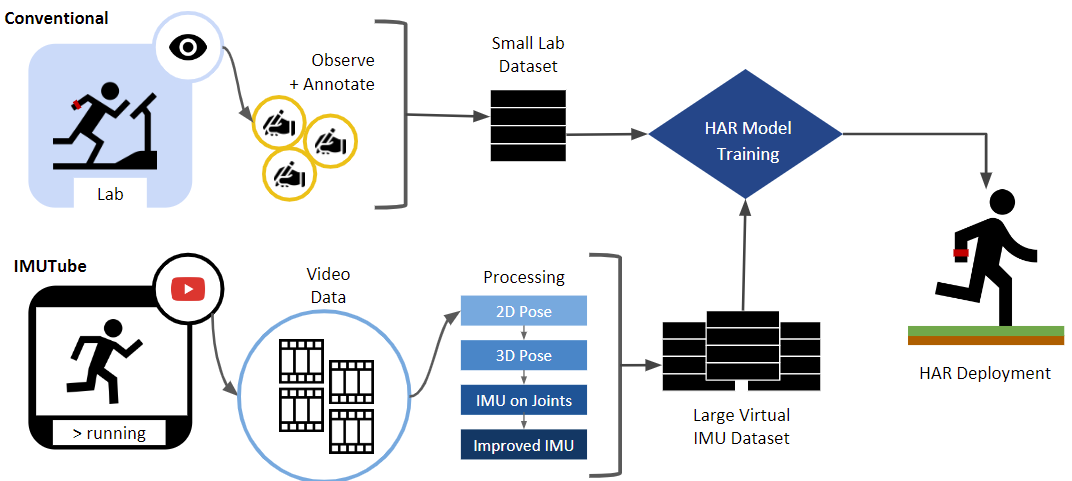 Conventional
Lab
Observe
+ Annotate
Small Lab
Dataset
HAR Model
Training
IMUTube
> running
Video
Data
Processing
2D Pose
3D Pose
IMU on Joints
Improved IMU
Large Virtual
IMU Dataset
HAR Deployment